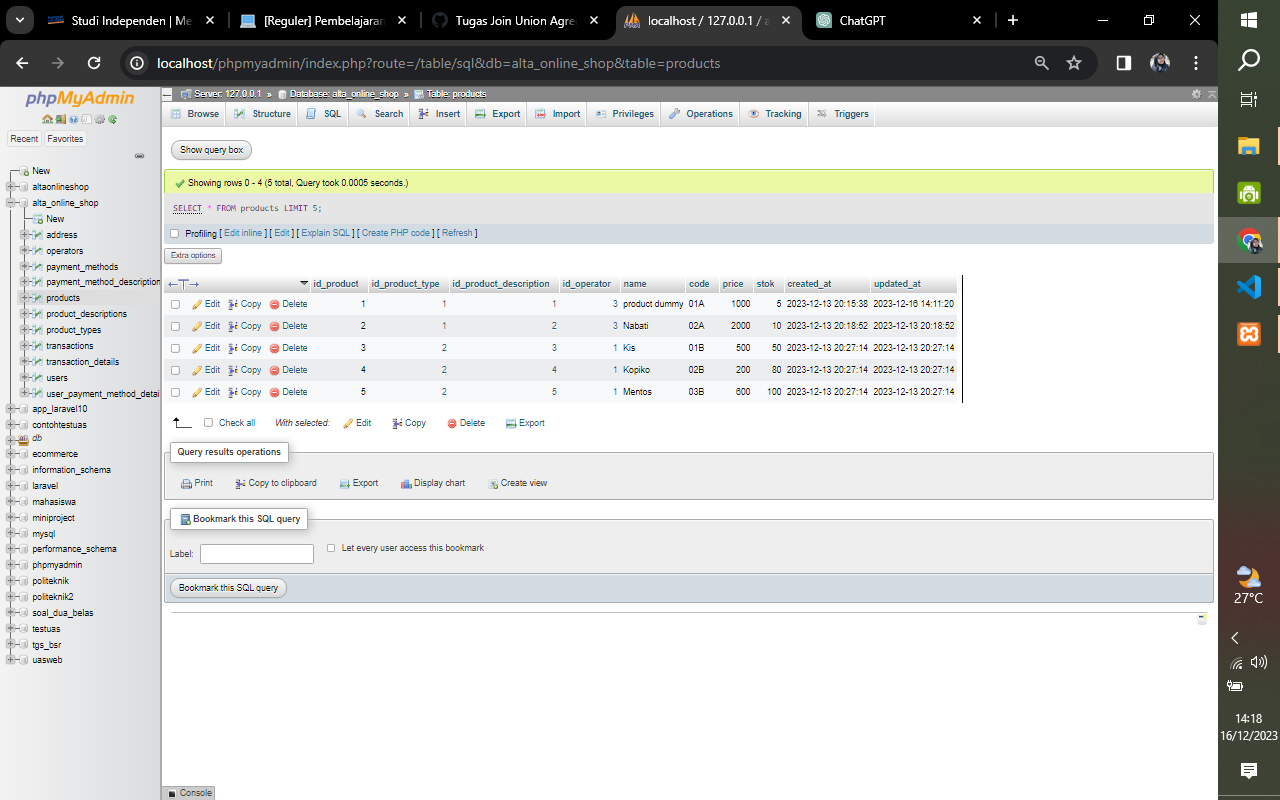 Studi Independen | Me
[Reguler] Pembelajaran
Tugas Join Union Agre
localhost / 127.0.0.1 / a
ChatGPT
localhost/phpmyadmin/index.php?route=/table/sql&db=alta_online_shop&table=products
phpMyAdmin
Recent Favorites
New
altaonlineshop
alta_online_shop
New
address
operators
payment_methods
payment_method_description
products
product_descriptions
product_types
transactions
transaction_details
users
user_payment_method_detai
app_laravel10
contohtestuas
db
ecommerce
information_schema
laravel
mahasiswa
miniproject
mysql
performance_schema
phpmyadmin
politeknik
politeknik2
soal_dua_belas
testuas
tgs_bsr
uasweb
Server: 127.0.0.1 » Database: alta_online_shop » Table: products
Browse Structure SQL Search Insert Export Import Privileges Operations Tracking Triggers
Show query box
Showing rows 0 - 4 (5 total, Query took 0.0005 seconds.)
SELECT * FROM products LIMIT 5;
Profiling [ Edit inline ] [ Edit ] [ Explain SQL ] [ Create PHP code ] [ Refresh ]
Extra options
id_product id_product_type id_product_description id_operator name code price stok created_at updated_at
Edit Copy Delete 1 1 1 3 product dummy 01A 1000 5 2023-12-13 20:15:38 2023-12-16 14:11:20
Edit Copy Delete 2 1 2 3 Nabati 02A 2000 10 2023-12-13 20:18:52 2023-12-13 20:18:52
Edit Copy Delete 3 2 3 1 Kis 01B 500 50 2023-12-13 20:27:14 2023-12-13 20:27:14
Edit Copy Delete 4 2 4 1 Kopiko 02B 200 80 2023-12-13 20:27:14 2023-12-13 20:27:14
Edit Copy Delete 5 2 5 1 Mentos 03B 600 100 2023-12-13 20:27:14 2023-12-13 20:27:14
Check all With selected: Edit Copy Delete Export
Query results operations
Print Copy to clipboard Export Display chart Create view
Bookmark this SQL query
Label: Let every user access this bookmark
Bookmark this SQL query
Console
27°C
14:18
16/12/2023